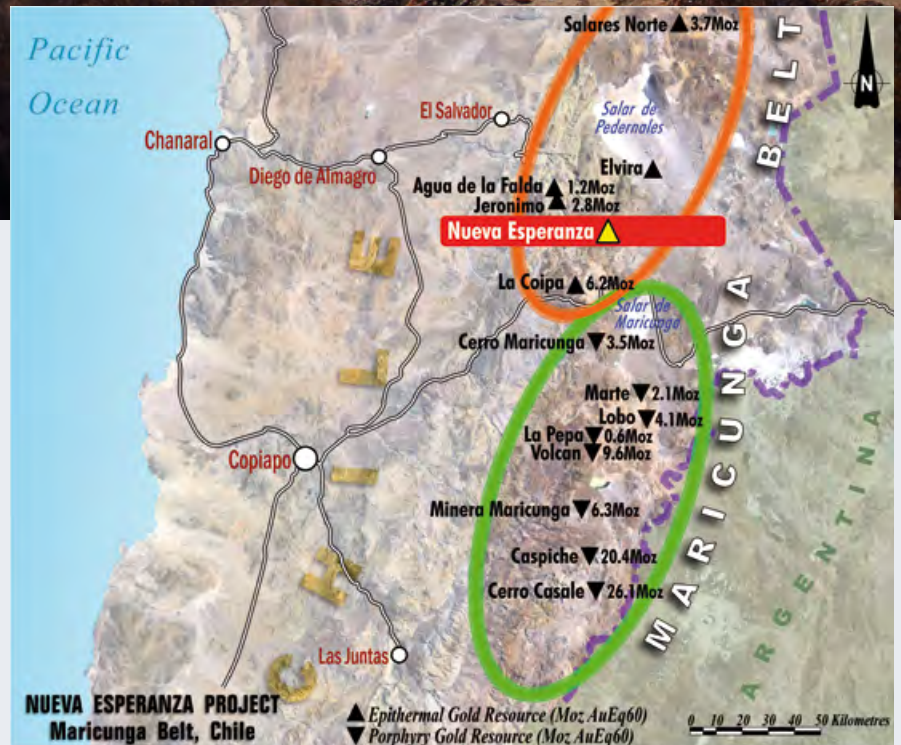 Pacific
Ocean
Salares Norte ▲ 3.7Moz
BELT
N
Salar de
Pedernales
El Salvador
Chanaral
Diego de Almagro
Elvira ▲
Agua de la Falda ▲ 1.2Moz
Jeronimo ▲ 2.8Moz
Nueva Esperanza
La Coipa ▲ 6.2Moz
Salar de
Maricunga
Cerro Maricunga ▼ 3.5Moz
MARICUNGA
Marte ▼ 2.1Moz
Lobo ▼ 4.1Moz
La Pepa ▼ 0.6Moz
Volcan ▼ 9.6Moz
Copiapo
CHILE
Minera Maricunga ▼ 6.3Moz
Caspiche ▼ 20.4Moz
Cerro Casale ▼ 26.1Moz
ARGENTINA
Las Juntas
NUEVA ESPERANZA PROJECT
Maricunga Belt, Chile
▲ Epithermal Gold Resource (Moz AuEq60)
▼ Porphyry Gold Resource (Moz AuEq60)
0 10 20 30 40 50 Kilometres